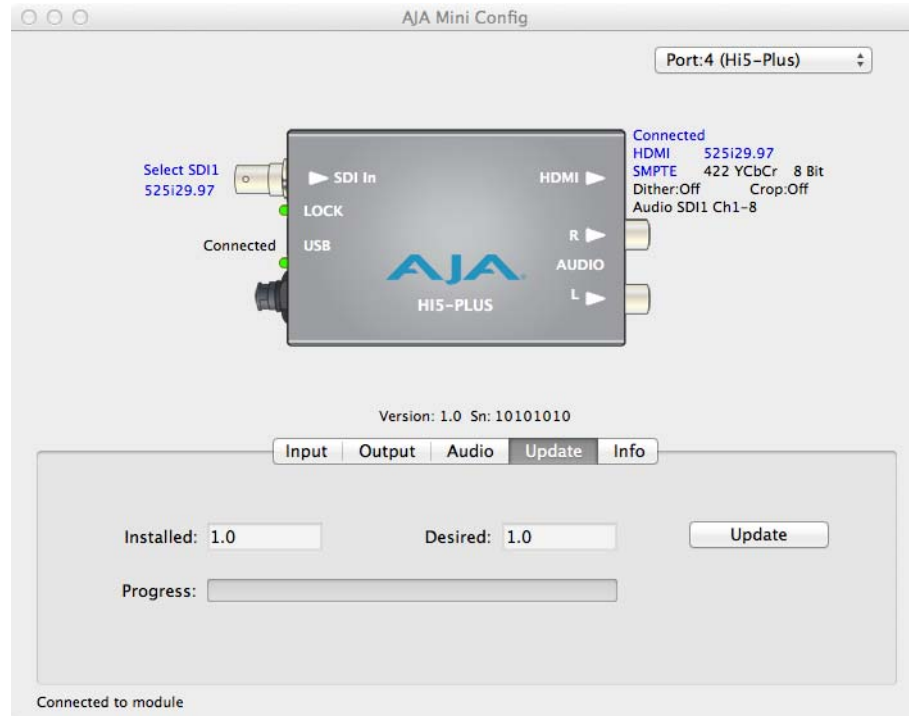 AJA Mini Config
Port:4 (Hi5-Plus)
Connected
HDMI 525i29.97
SMPTE 422 YCbCr 8 Bit
Dither:Off Crop:Off
Audio SDI1 Ch1-8
Select SDI1
525i29.97
SDI In
HDMI
LOCK
Connected
USB
R
AUDIO
L
AJA
HI5-PLUS
Version: 1.0 Sn: 10101010
Input Output Audio Update Info
Installed: 1.0 Desired: 1.0 Update
Progress:
Connected to module